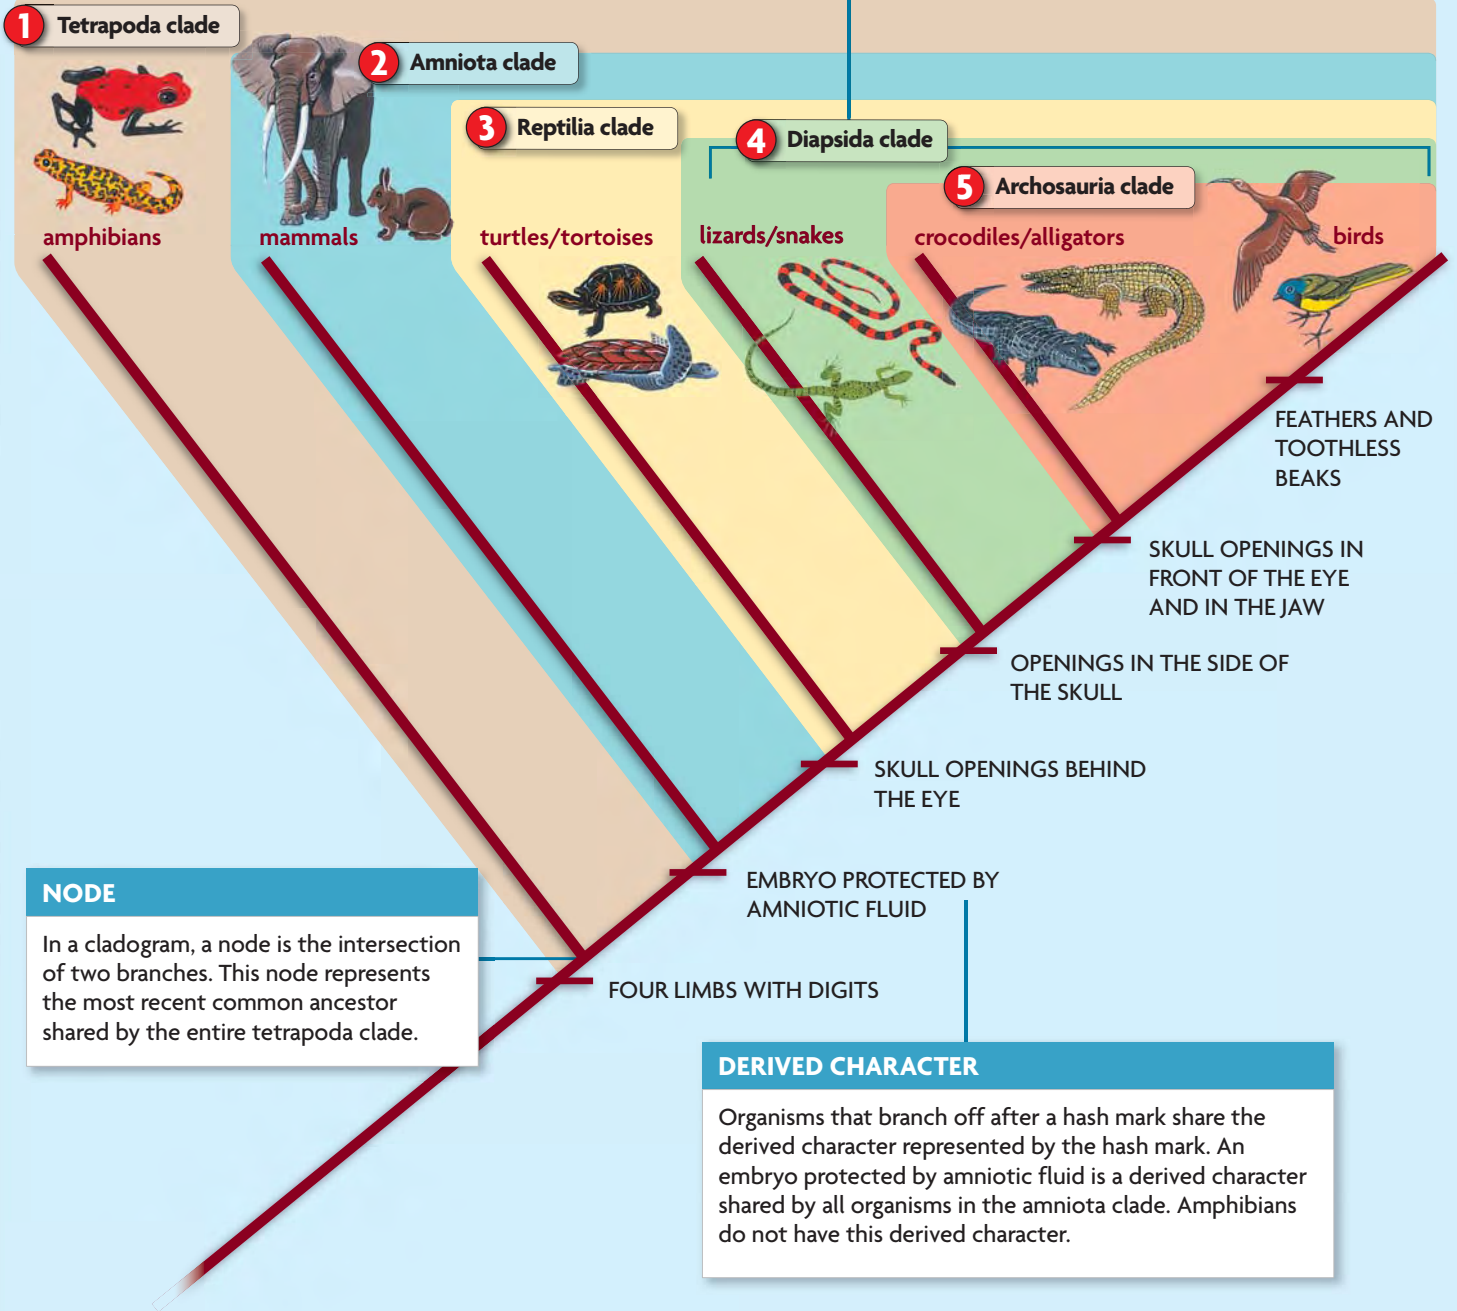 1 Tetrapoda clade
2 Amniota clade
3 Reptilia clade
4 Diapsida clade
5 Archosauria clade
amphibians
mammals
turtles/tortoises
lizards/snakes
crocodiles/alligators
birds
FEATHERS AND
TOOTHLESS
BEAKS
SKULL OPENINGS IN
FRONT OF THE EYE
AND IN THE JAW
OPENINGS IN THE SIDE OF
THE SKULL
SKULL OPENINGS BEHIND
THE EYE
EMBRYO PROTECTED BY
AMNIOTIC FLUID
FOUR LIMBS WITH DIGITS
NODE
In a cladogram, a node is the intersection
of two branches. This node represents
the most recent common ancestor
shared by the entire tetrapoda clade.
DERIVED CHARACTER
Organisms that branch off after a hash mark share the
derived character represented by the hash mark. An
embryo protected by amniotic fluid is a derived character
shared by all organisms in the amniota clade. Amphibians
do not have this derived character.